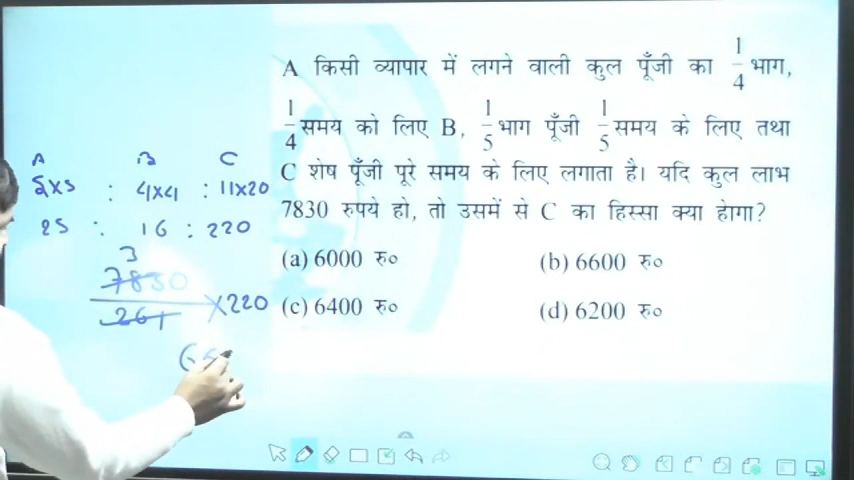 A किसी व्यापार में लगने वाली कुल पूँजी का 1/4 भाग,
1/4 समय को लिए B, 1/5 भाग पूँजी 1/5 समय के लिए तथा
C शेष पूँजी पूरे समय के लिए लगाता है। यदि कुल लाभ
7830 रुपये हो, तो उसमें से C का हिस्सा क्या होगा?
(a) 6000 रु० (b) 6600 रु०
(c) 6400 रु० (d) 6200 रु०
A B C
5x5 : 4x4 : 11x20
25 : 16 : 220
3
7830
261 x220